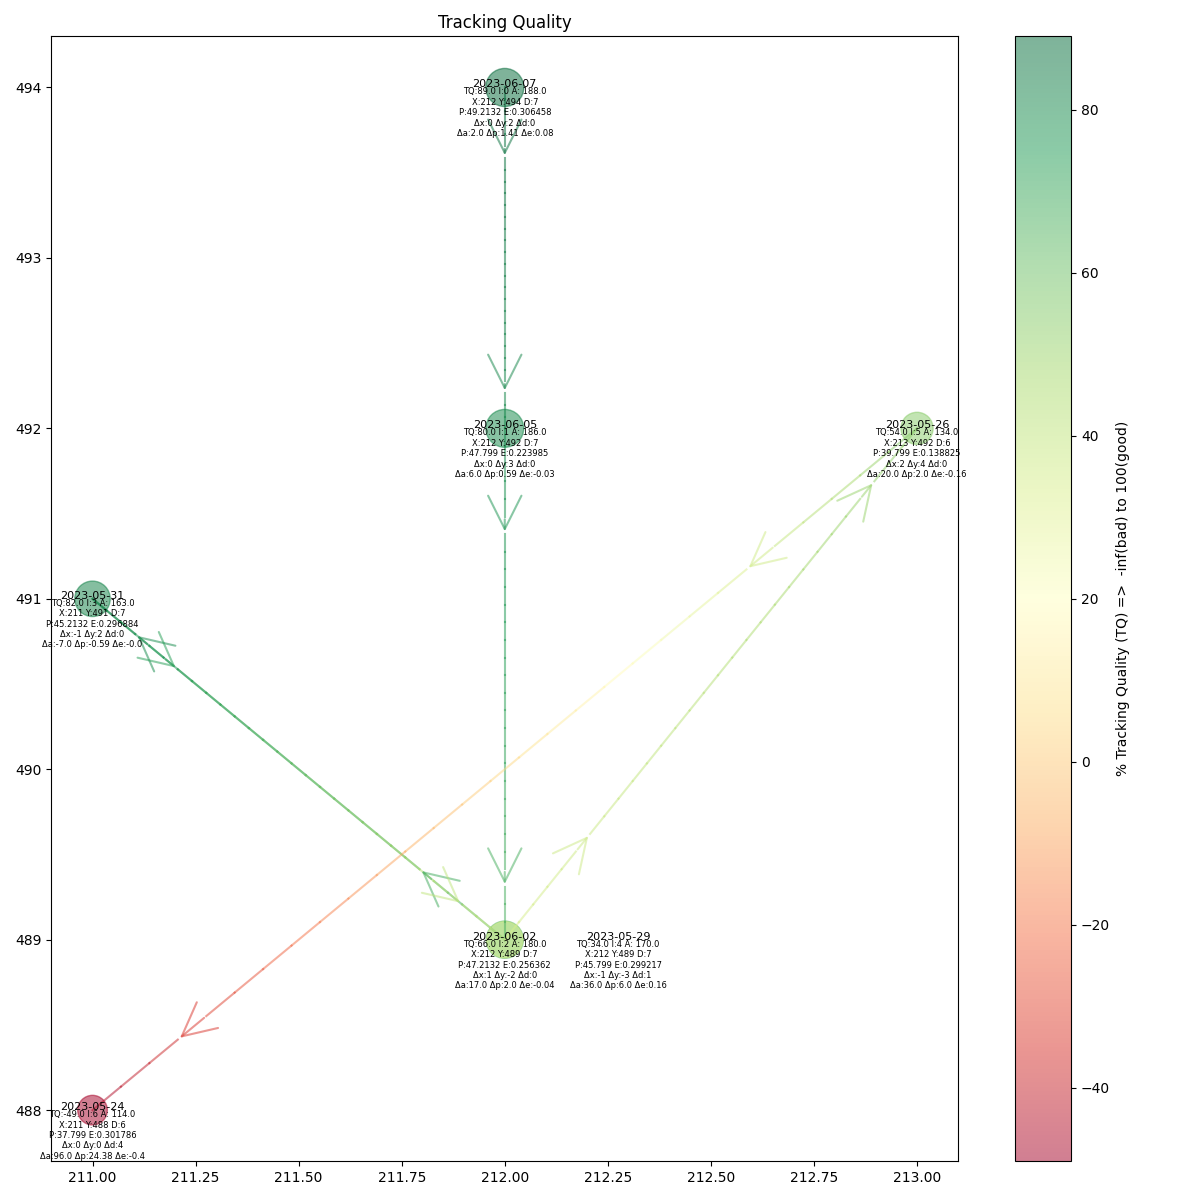 Tracking Quality
494
493
492
491
490
489
488
2023-06-07
TQ:89.0 I:0 A: 188.0
X:212 Y:494 D:7
P:49.2132 E:0.306458
Δx:0 Δy:2 Δd:0
Δa:2.0 Δp:1.41 Δe:0.08
2023-06-05
TQ:80.0 I:1 A: 186.0
X:212 Y:492 D:7
P:47.799 E:0.223985
Δx:0 Δy:3 Δd:0
Δa:6.0 Δp:0.59 Δe:-0.03
2023-05-26
TQ:54.0 I:5 A: 134.0
X:213 Y:492 D:6
P:39.799 E:0.138825
Δx:2 Δy:4 Δd:0
Δa:20.0 Δp:2.0 Δe:-0.16
2023-05-31
TQ:82.0 I:3 A: 163.0
X:211 Y:491 D:7
P:45.2132 E:0.296884
Δx:-1 Δy:2 Δd:0
Δa:-7.0 Δp:-0.59 Δe:-0.0
2023-06-02
TQ:66.0 I:2 A: 180.0
X:212 Y:489 D:7
P:47.2132 E:0.256362
Δx:1 Δy:-2 Δd:0
Δa:17.0 Δp:2.0 Δe:-0.04
2023-05-29
TQ:34.0 I:4 A: 170.0
X:212 Y:489 D:7
P:45.799 E:0.299217
Δx:-1 Δy:-3 Δd:1
Δa:36.0 Δp:6.0 Δe:0.16
2023-05-24
TQ:-49.0 I:6 A: 114.0
X:211 Y:488 D:6
P:37.799 E:0.301786
Δx:0 Δy:0 Δd:4
Δa:96.0 Δp:24.38 Δe:-0.4
211.00 211.25 211.50 211.75 212.00 212.25 212.50 212.75 213.00
80
60
40
20
0
−20
−40
% Tracking Quality (TQ) => -inf(bad) to 100(good)